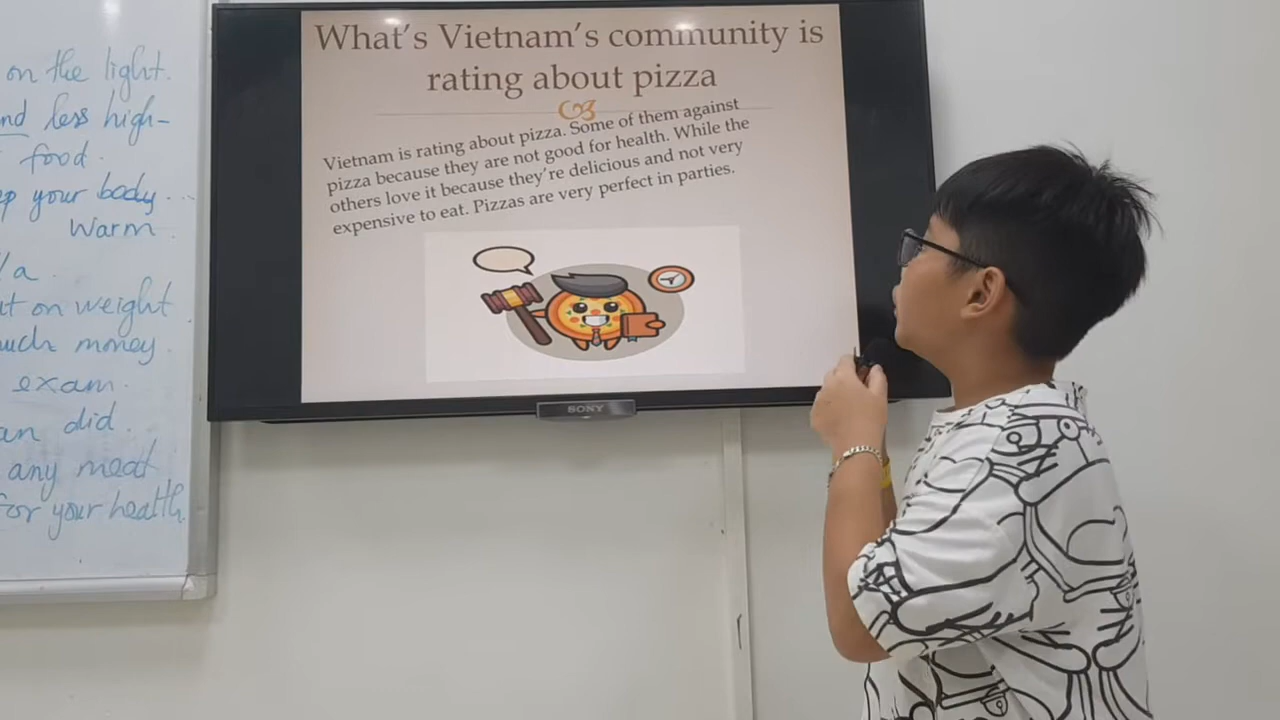 on the light.
nd less high-
food.
p your body...
Warm.
/a.
t on weight
uch money.
exam.
an did.
any meat
for your health.
What's Vietnam's community is
rating about pizza
Vietnam is rating about pizza. Some of them against
pizza because they are not good for health. While the
others love it because they're delicious and not very
expensive to eat. Pizzas are very perfect in parties.
SONY